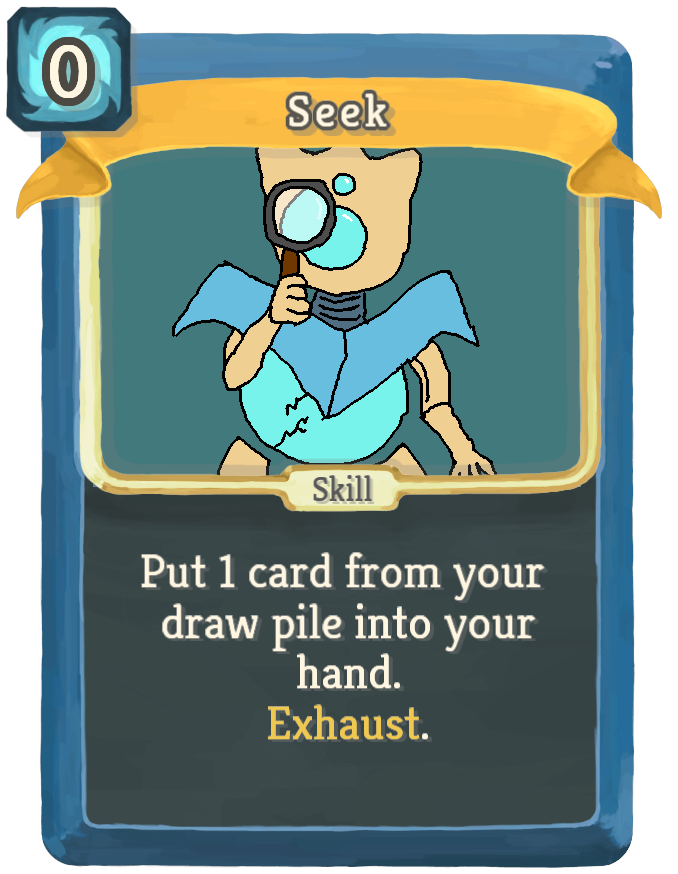 0
Seek
Skill
Put 1 card from your
draw pile into your
hand.
Exhaust.